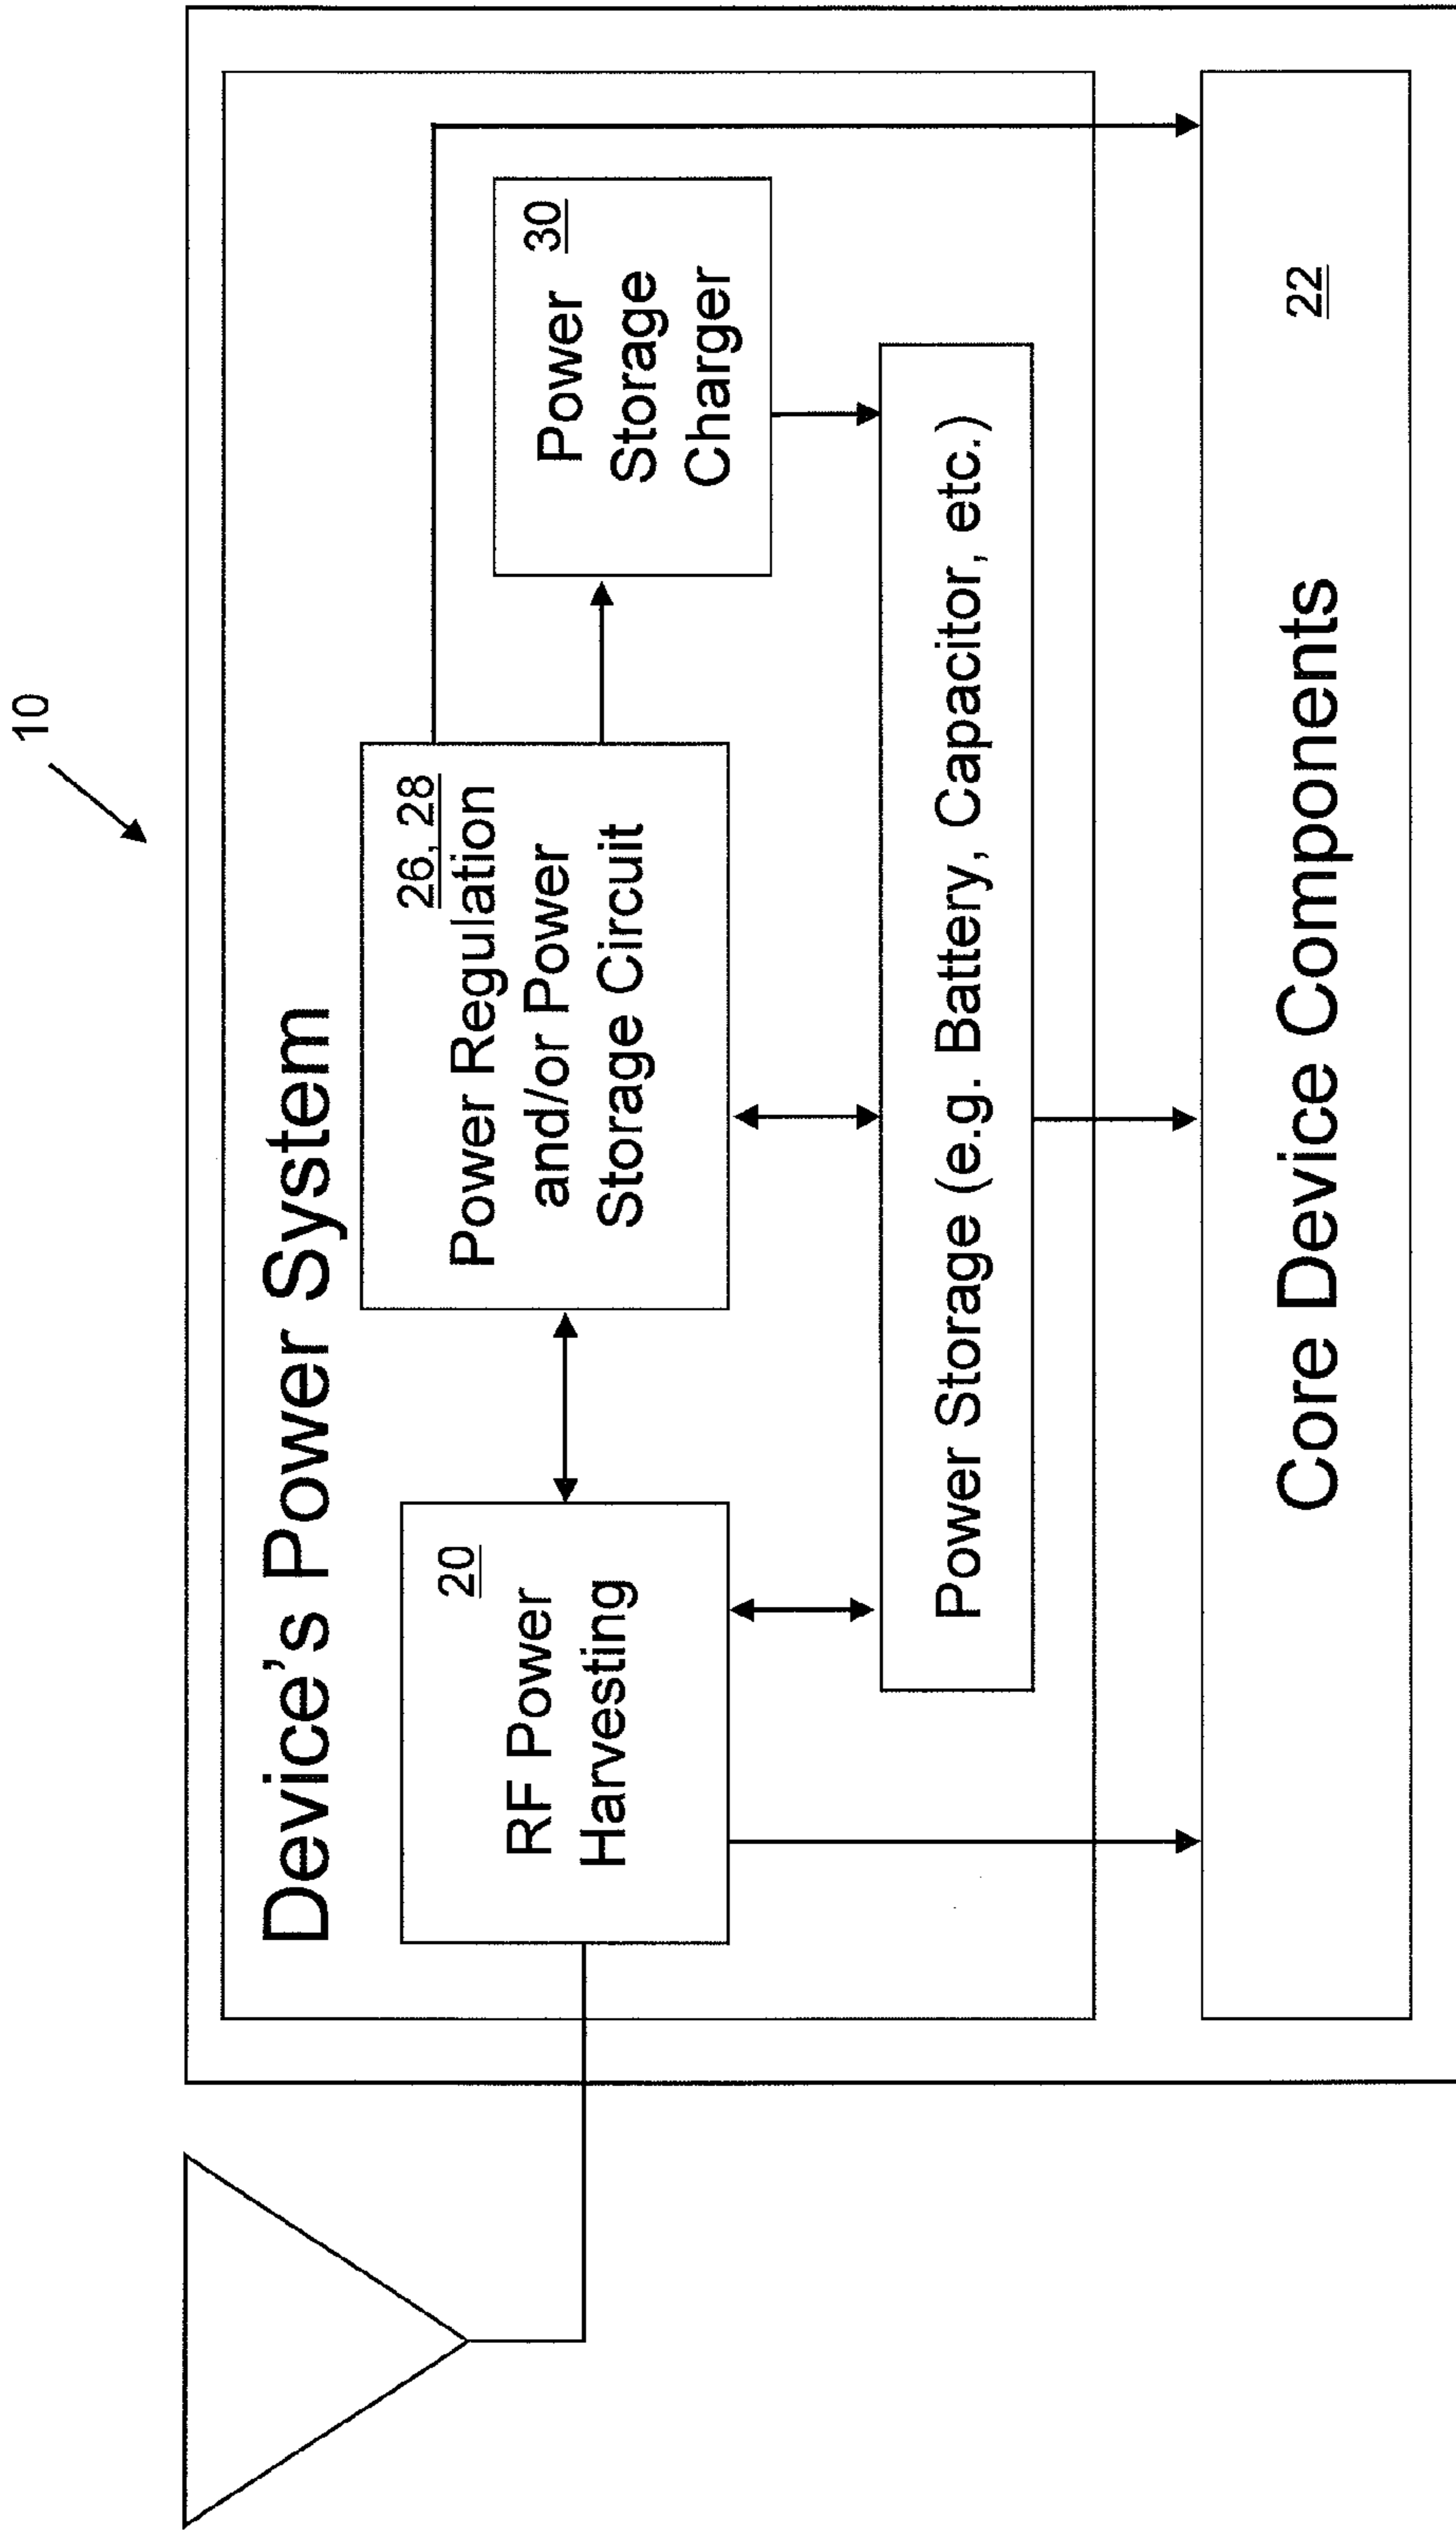 10
Device's Power System
20
RF Power
Harvesting
26, 28
Power Regulation
and/or Power
Storage Circuit
30
Power
Storage
Charger
Power Storage (e.g. Battery, Capacitor, etc.)
Core Device Components
22